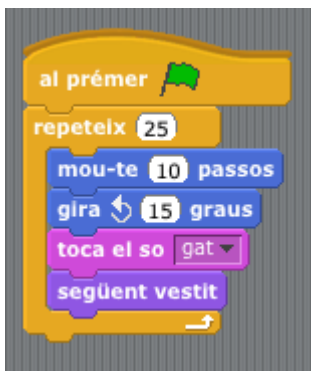 al prémer
repeteix 25
mou-te 10 passos
gira 15 graus
toca el so gat
següent vestit